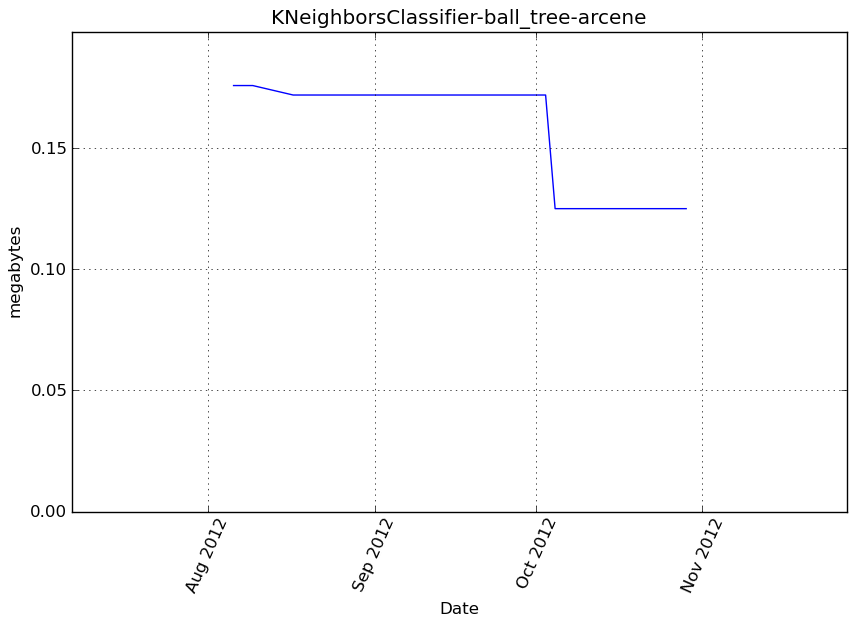 KNeighborsClassifier-ball_tree-arcene
megabytes
0.15
0.10
0.05
0.00
Aug 2012
Sep 2012
Oct 2012
Nov 2012
Date